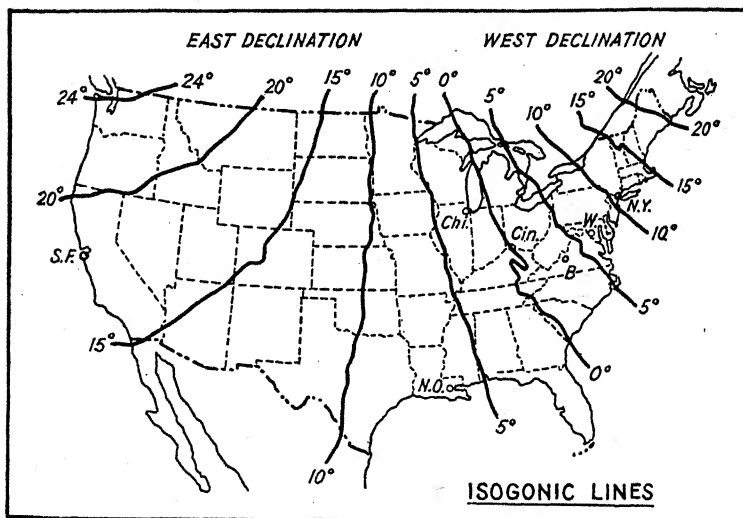 EAST DECLINATION WEST DECLINATION
24° 24° 20° 15° 10° 5° 0° 5° 10° 15° 20°
20°
15°
20° S.F. Chi. Cin. W. N.Y. 10°
B 5°
15° 0°
N.O. 5°
10°
ISOGONIC LINES